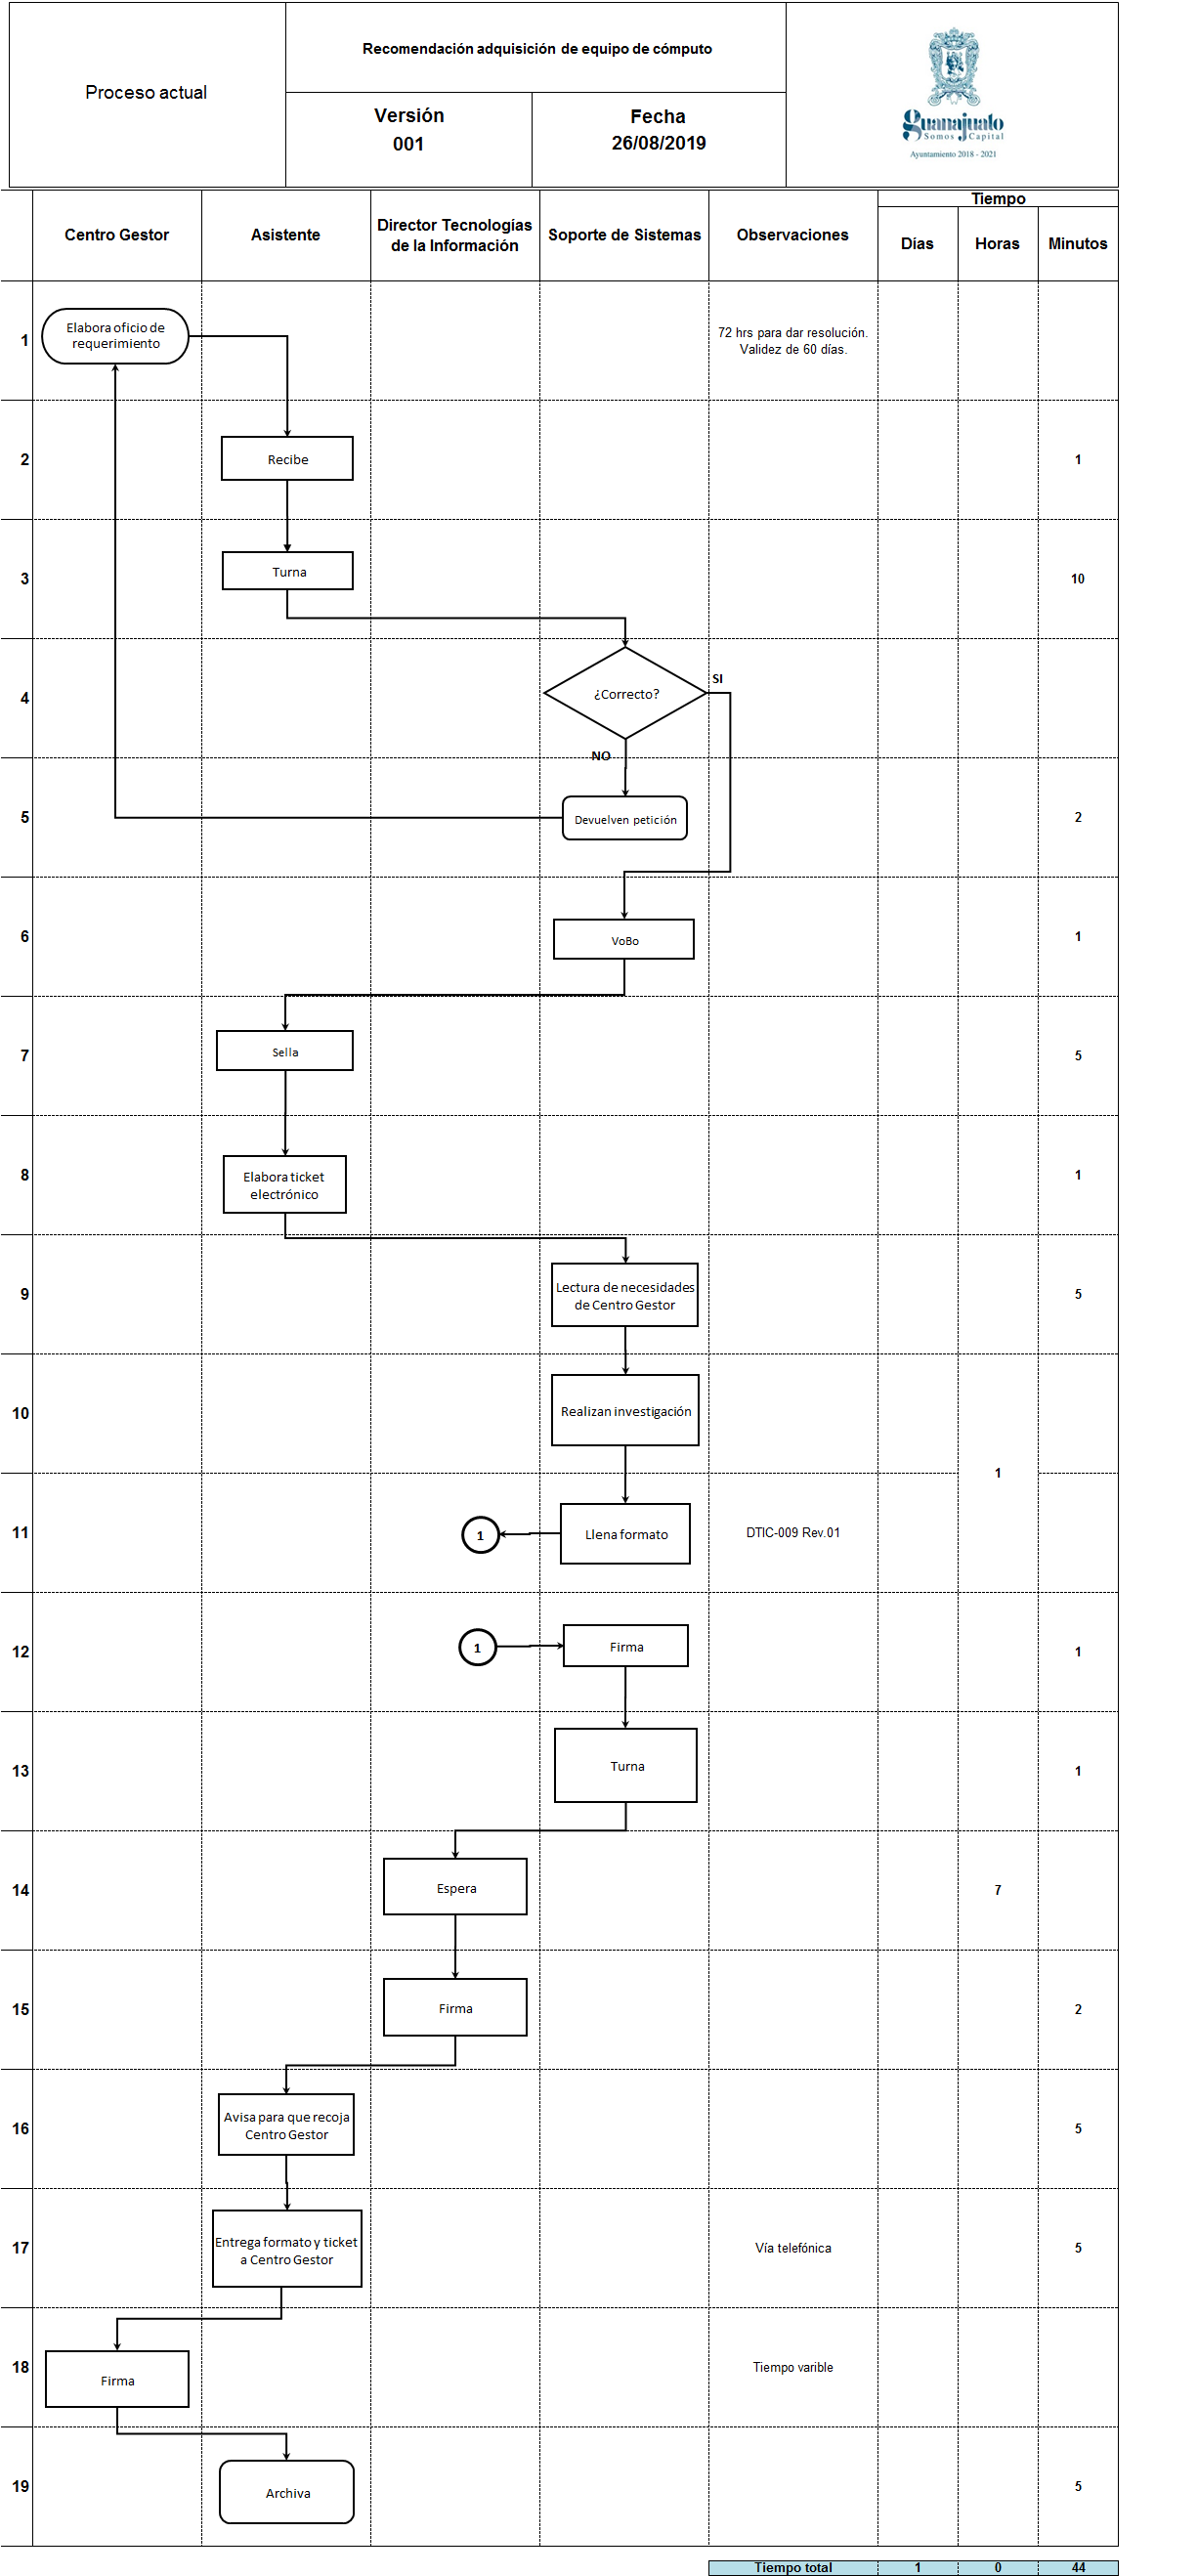 Proceso actual
Recomendación adquisición de equipo de cómputo
Versión
001
Fecha
26/08/2019
Guanajuato
Somos Capital
Ayuntamiento 2018 - 2021
Centro Gestor
Asistente
Director Tecnologías
de la Información
Soporte de Sistemas
Observaciones
Tiempo
Días
Horas
Minutos
1
Elabora oficio de
requerimiento
72 hrs para dar resolución.
Validez de 60 días.
2
Recibe
1
3
Turna
10
4
¿Correcto?
SI
NO
5
Devuelven petición
2
6
VoBo
1
7
Sella
5
8
Elabora ticket
electrónico
1
9
Lectura de necesidades
de Centro Gestor
5
10
Realizan investigación
1
11
1
Llena formato
DTIC-009 Rev.01
12
1
Firma
1
13
Turna
1
14
Espera
7
15
Firma
2
16
Avisa para que recoja
Centro Gestor
5
17
Entrega formato y ticket
a Centro Gestor
Vía telefónica
5
18
Firma
Tiempo varible
19
Archiva
5
Tiempo total
1
0
44